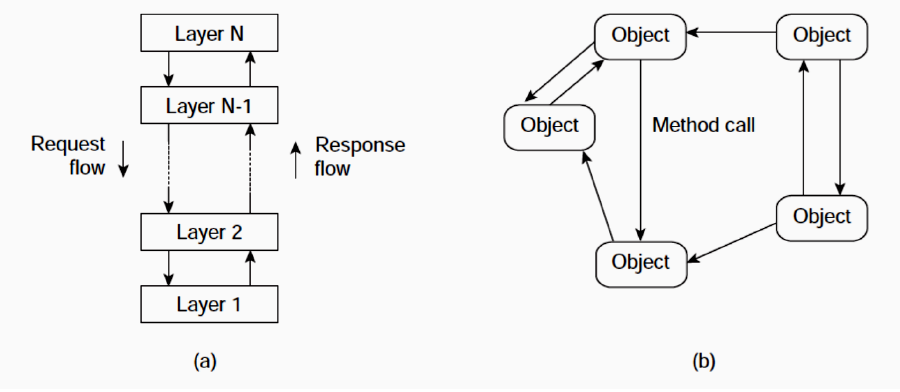 Layer N
Layer N-1
Request
flow
Response
flow
Layer 2
Layer 1
(a)
Object
Object
Object
Method call
Object
Object
(b)